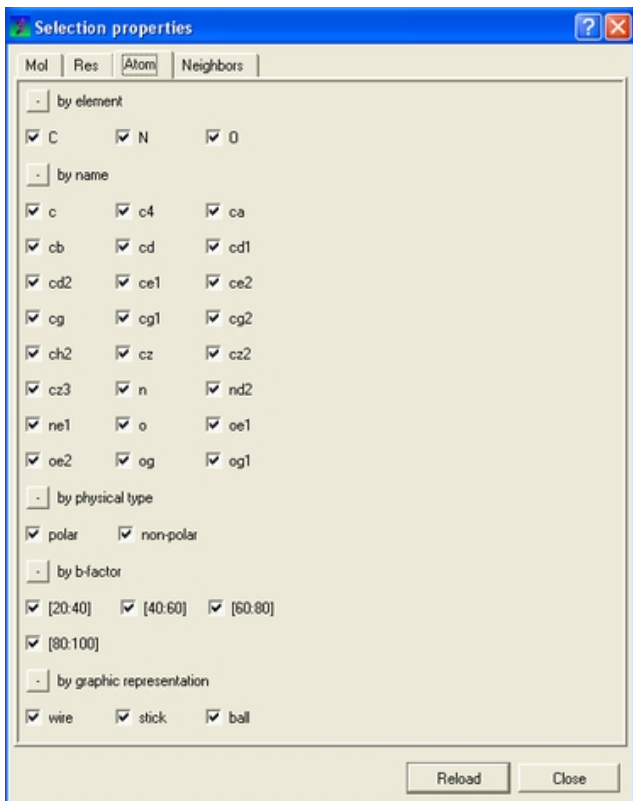 Selection properties
Mol Res Atom Neighbors
- by element
C N O
- by name
c c4 ca
cb cd cd1
cd2 ce1 ce2
cg cg1 cg2
ch2 cz cz2
cz3 n nd2
ne1 o oe1
oe2 og og1
- by physical type
polar non-polar
- by b-factor
[20:40] [40:60] [60:80]
[80:100]
- by graphic representation
wire stick ball
Reload Close